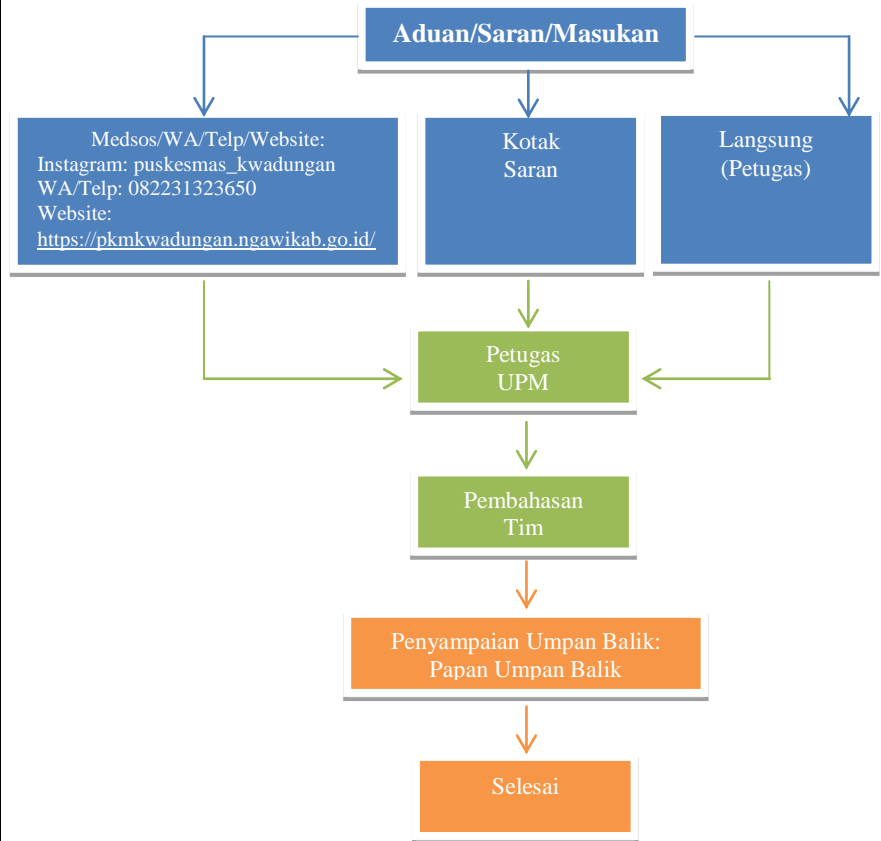 Aduan/Saran/Masukan
Medsos/WA/Telp/Website:
Instagram: puskesmas_kwadungan
WA/Telp: 082231323650
Website:
https://pkmkwadungan.ngawikab.go.id/
Kotak
Saran
Langsung
(Petugas)
Petugas
UPM
Pembahasan
Tim
Penyampaian Umpan Balik:
Papan Umpan Balik
Selesai